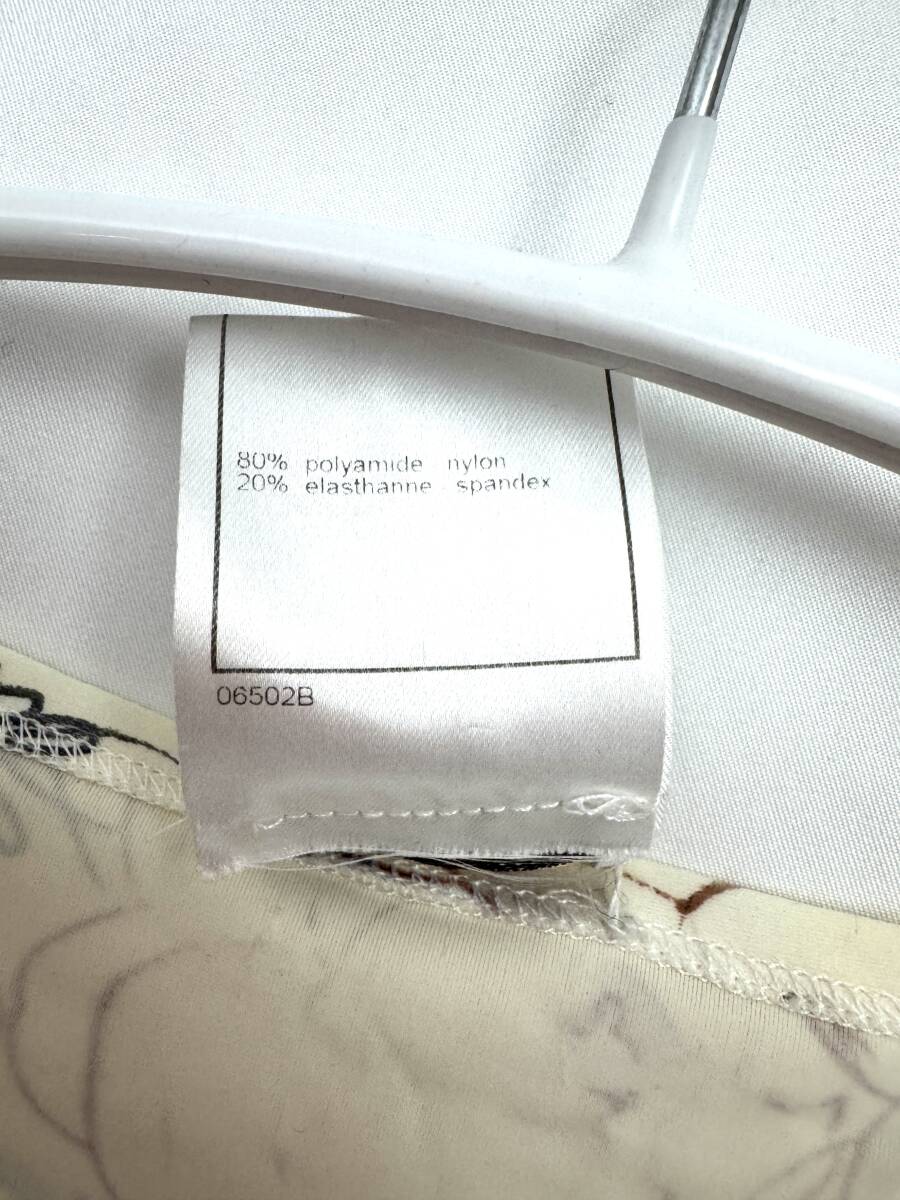 80% polyamide nylon
20% elasthanne spandex
06502B